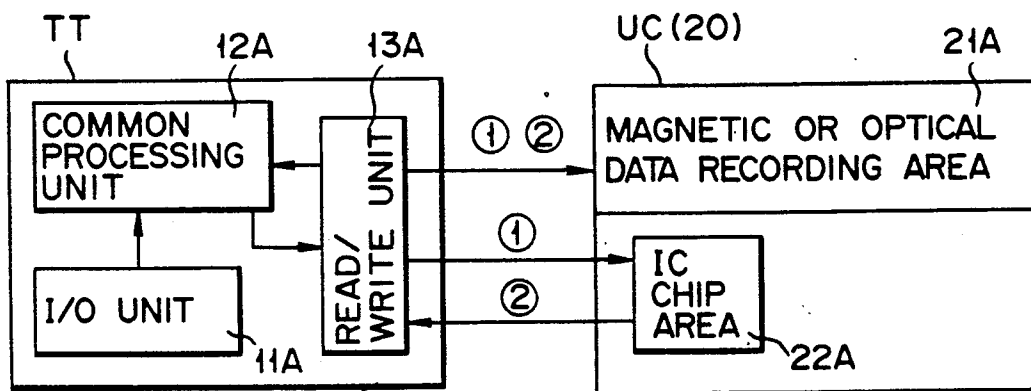 TT
12A
13A
UC(20)
21A
COMMON
PROCESSING
UNIT
READ/
WRITE UNIT
① ②
MAGNETIC OR OPTICAL
DATA RECORDING AREA
①
②
I/O UNIT
11A
IC
CHIP
AREA
22A